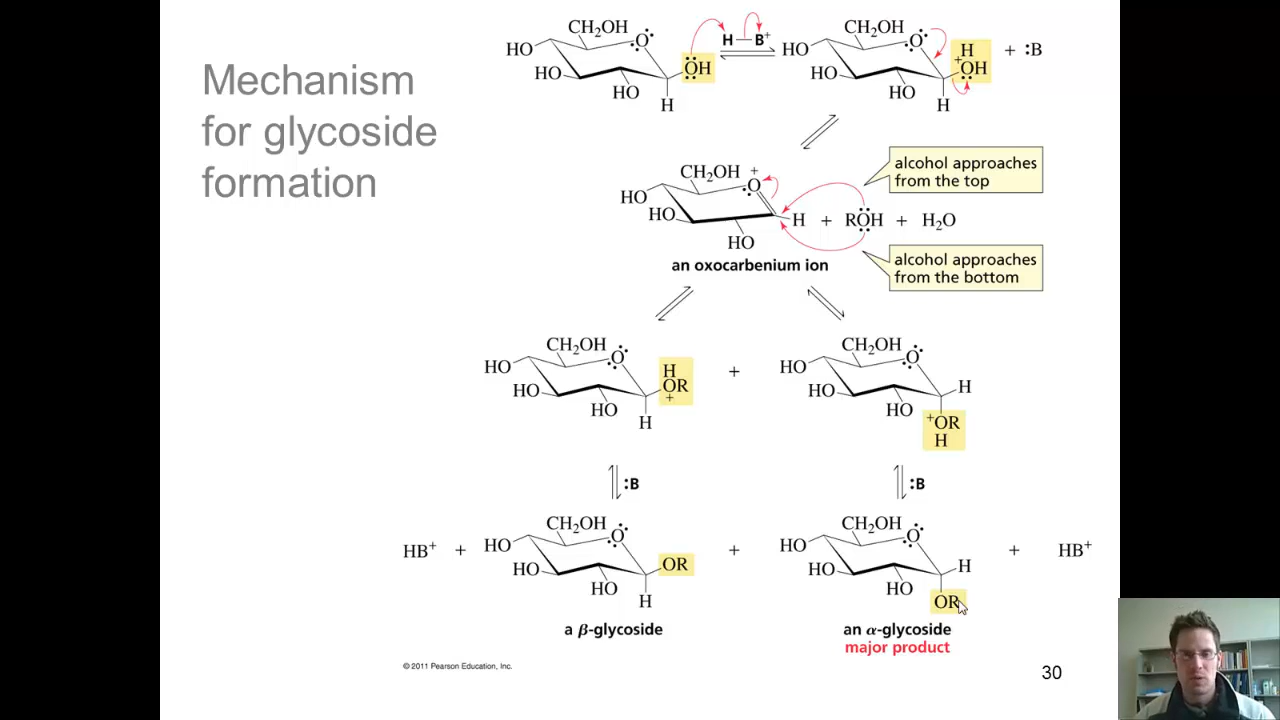 Mechanism
for glycoside
formation
CH2OH
HO
HO
HO
O
OH
H
H—B+
CH2OH
HO
HO
HO
O
H
+OH
H
+ :B
alcohol approaches
from the top
CH2OH
HO
HO
HO
+
O
H + ROH + H2O
alcohol approaches
from the bottom
an oxocarbenium ion
CH2OH
HO
HO
HO
O
H
OR
+
H
+
CH2OH
HO
HO
HO
O
H
+OR
H
:B
:B
HB+ +
CH2OH
HO
HO
HO
O
OR
H
+
CH2OH
HO
HO
HO
O
H
OR
+ HB+
a β-glycoside
an α-glycoside
major product
© 2011 Pearson Education, Inc.
30